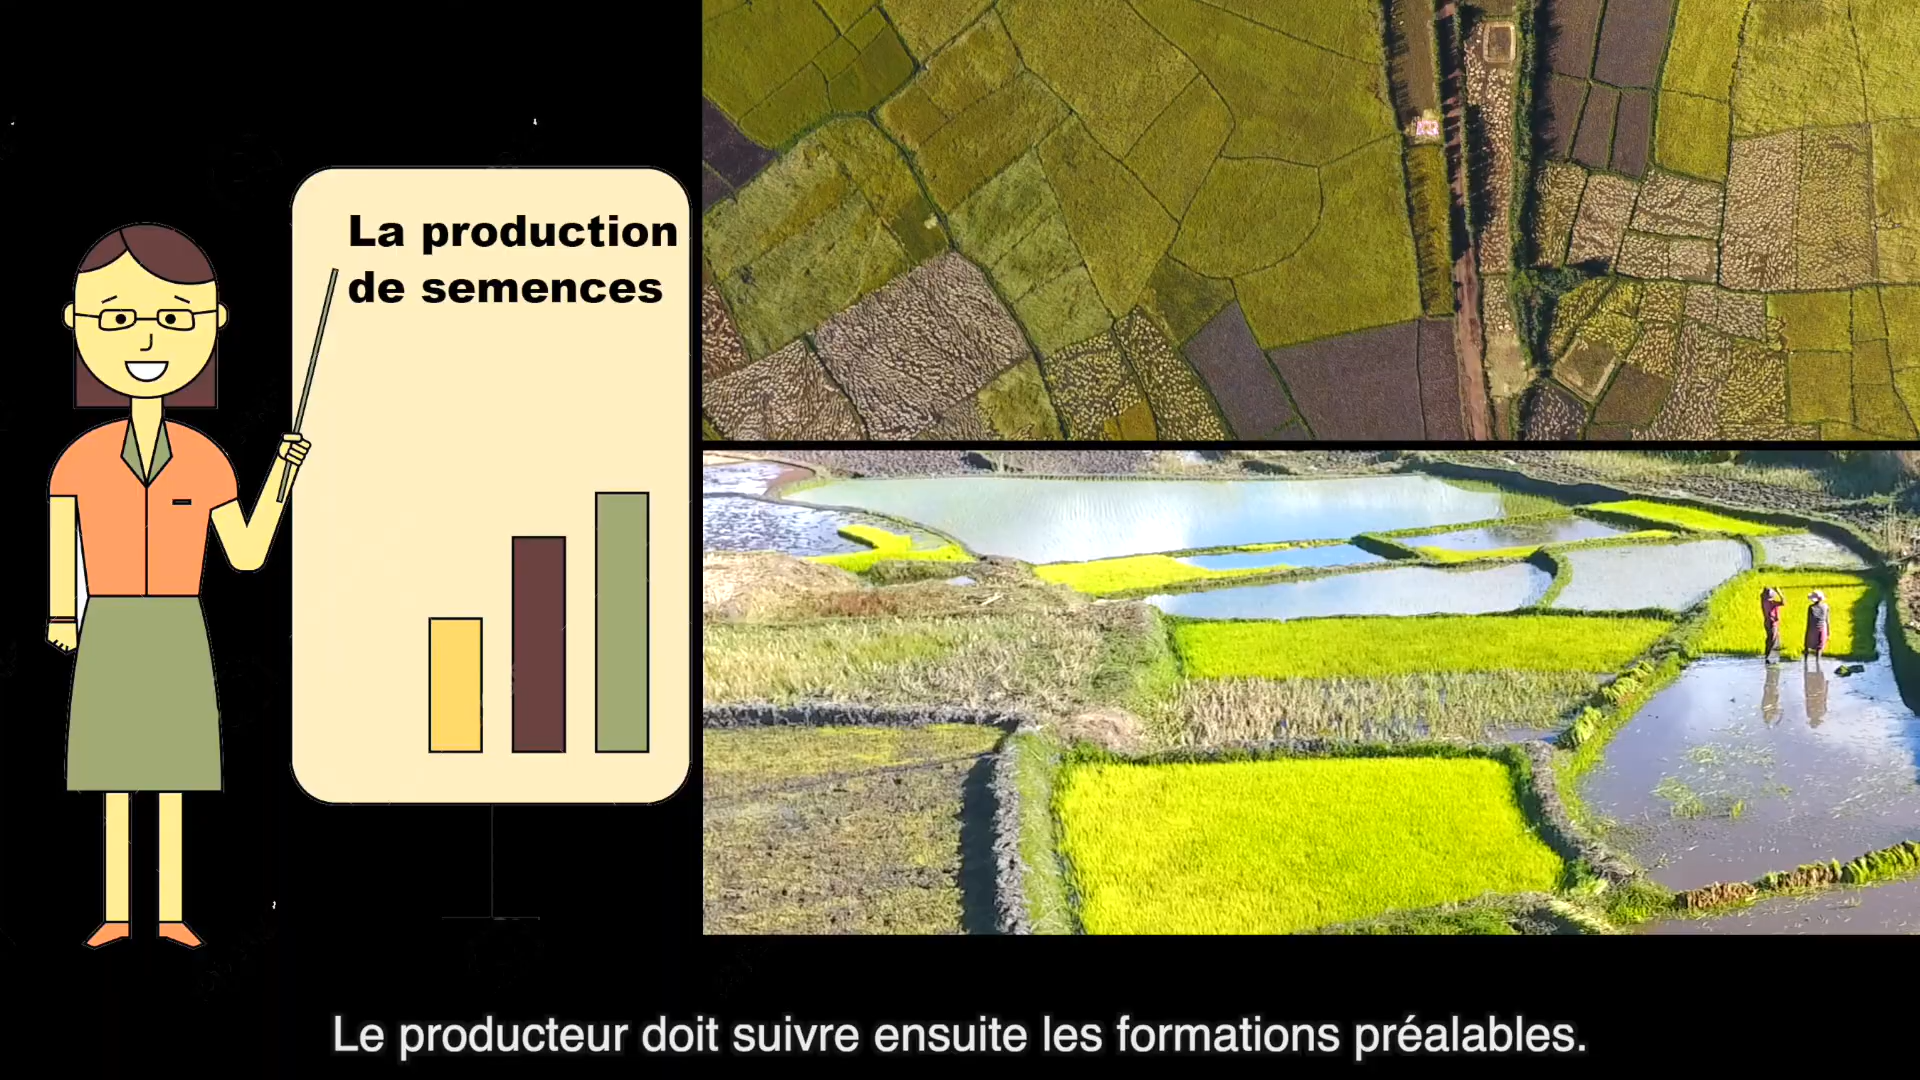 La production
de semences
Le producteur doit suivre ensuite les formations préalables.